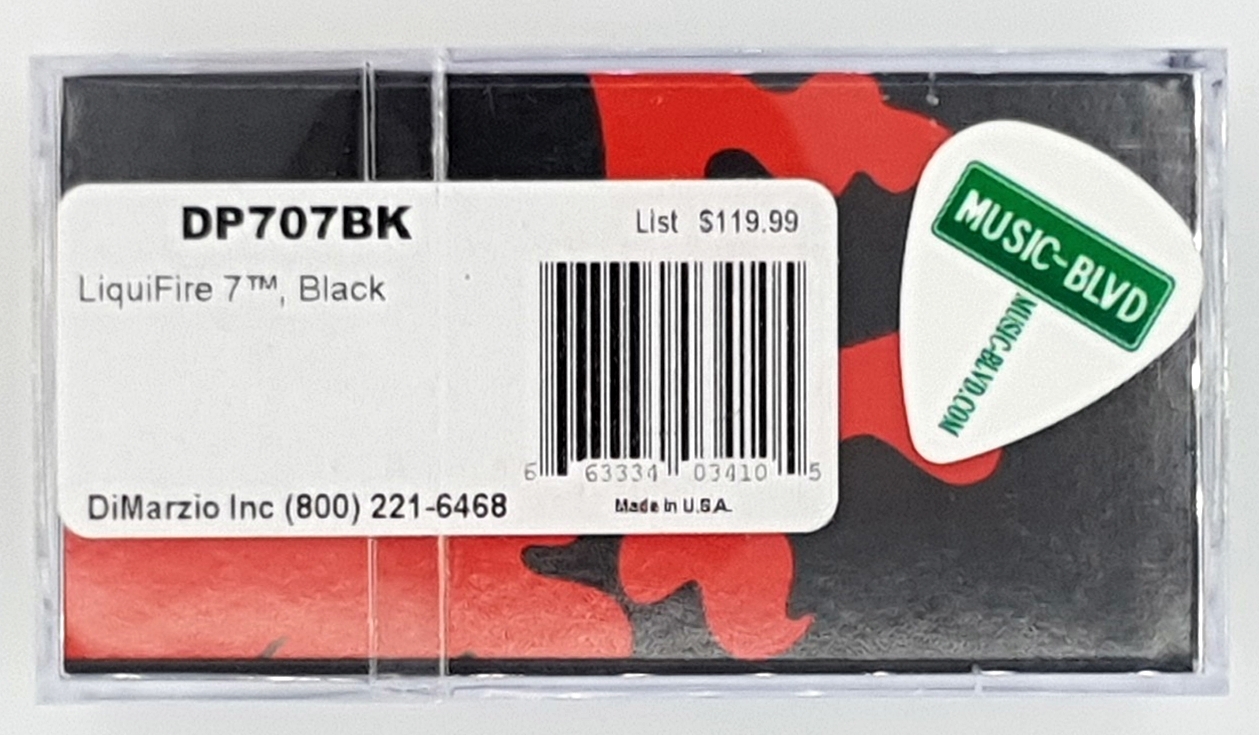 DP707BK
List $119.99
LiquiFire 7™, Black
6 63334 03410 5
DiMarzio Inc (800) 221-6468
Made in U.S.A.
MUSIC-BLVD
MUSIC-BLVD.COM